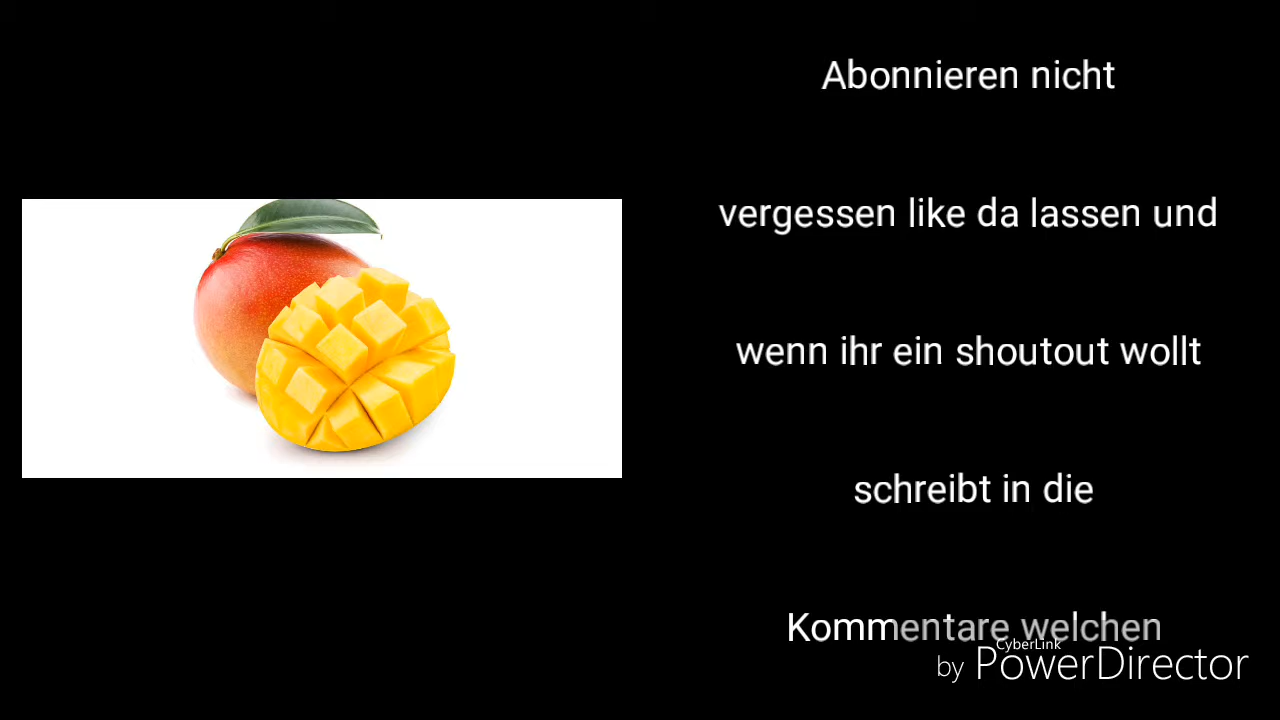 Abonnieren nicht
vergessen like da lassen und
wenn ihr ein shoutout wollt
schreibt in die
Kommentare welchen
CyberLink
by PowerDirector